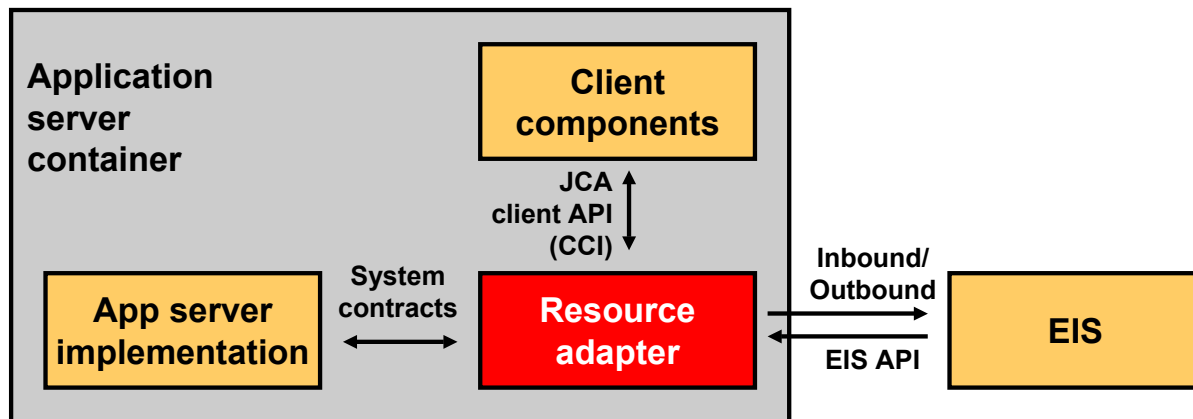 Application
server
container
Client
components
JCA
client API
(CCI)
System
contracts
App server
implementation
Resource
adapter
Inbound/
Outbound
EIS API
EIS